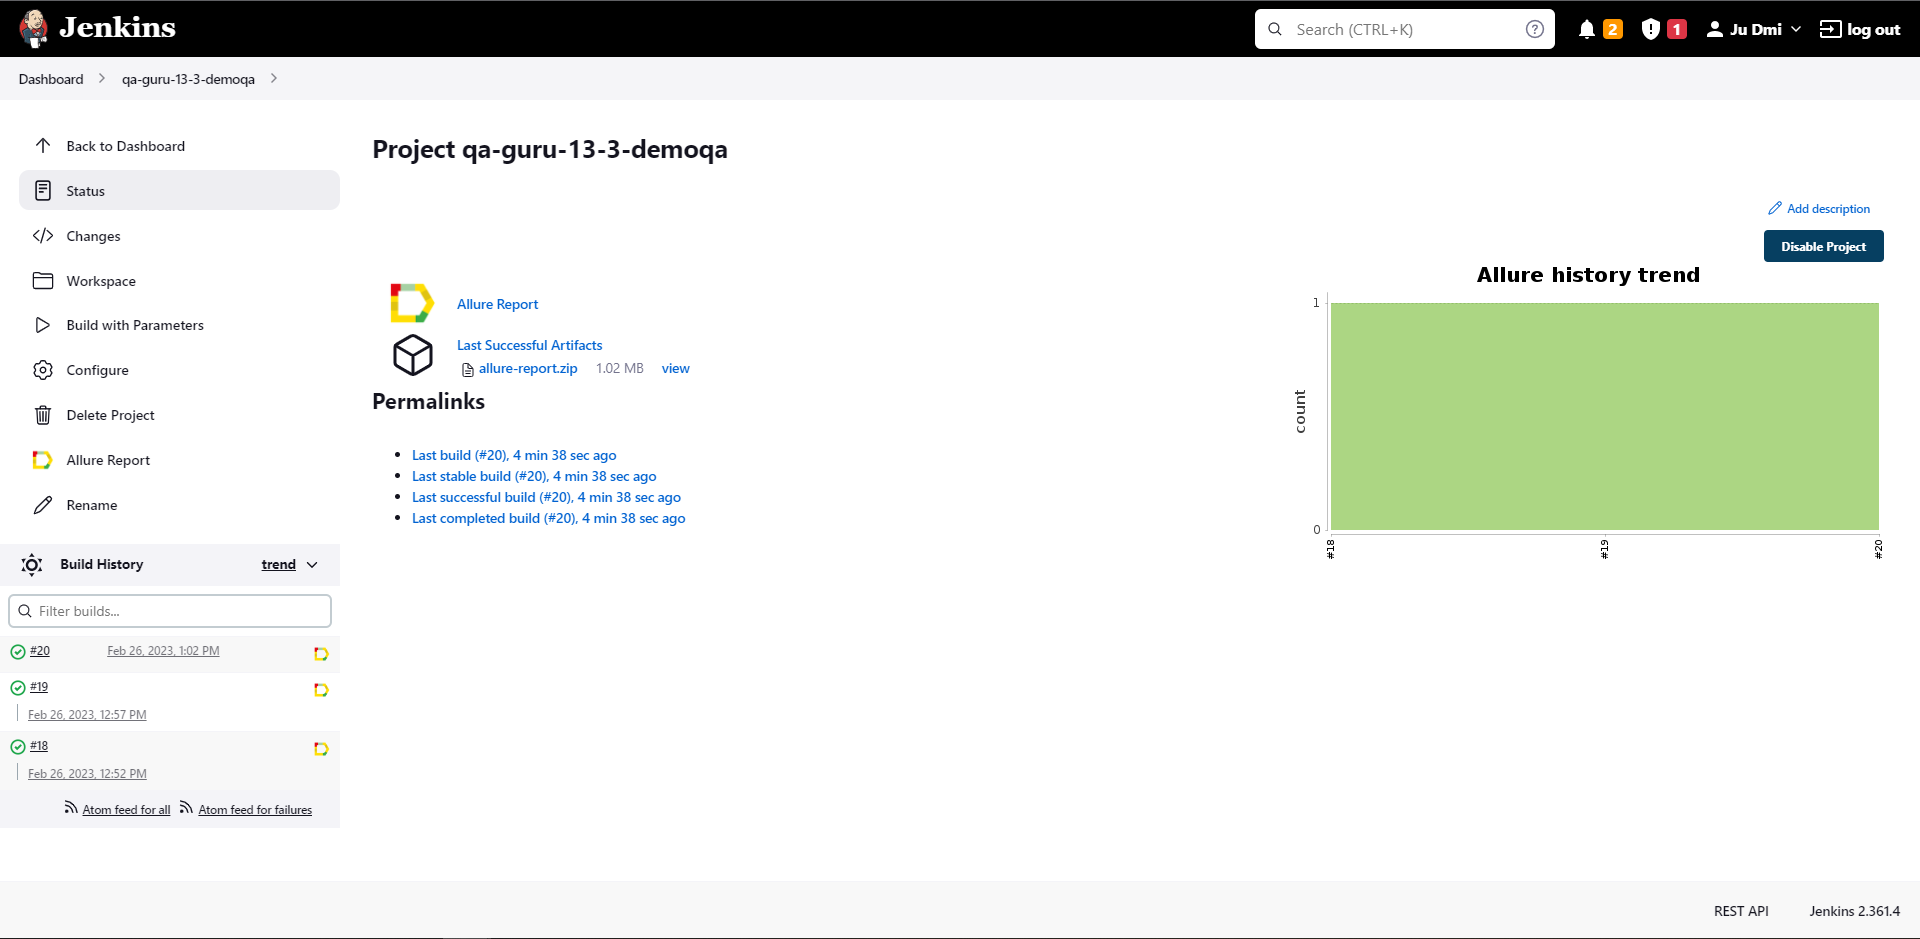 Jenkins
Search (CTRL+K)
2
1
Ju Dmi
log out
Dashboard
qa-guru-13-3-demoqa
Back to Dashboard
Status
Changes
Workspace
Build with Parameters
Configure
Delete Project
Allure Report
Rename
Build History
trend
Filter builds...
#20
Feb 26, 2023, 1:02 PM
#19
Feb 26, 2023, 12:57 PM
#18
Feb 26, 2023, 12:52 PM
Atom feed for all
Atom feed for failures
Project qa-guru-13-3-demoqa
Add description
Disable Project
Allure Report
Last Successful Artifacts
allure-report.zip 1.02 MB view
Permalinks
Last build (#20), 4 min 38 sec ago
Last stable build (#20), 4 min 38 sec ago
Last successful build (#20), 4 min 38 sec ago
Last completed build (#20), 4 min 38 sec ago
Allure history trend
1
count
0
#18
#19
#20
REST API
Jenkins 2.361.4